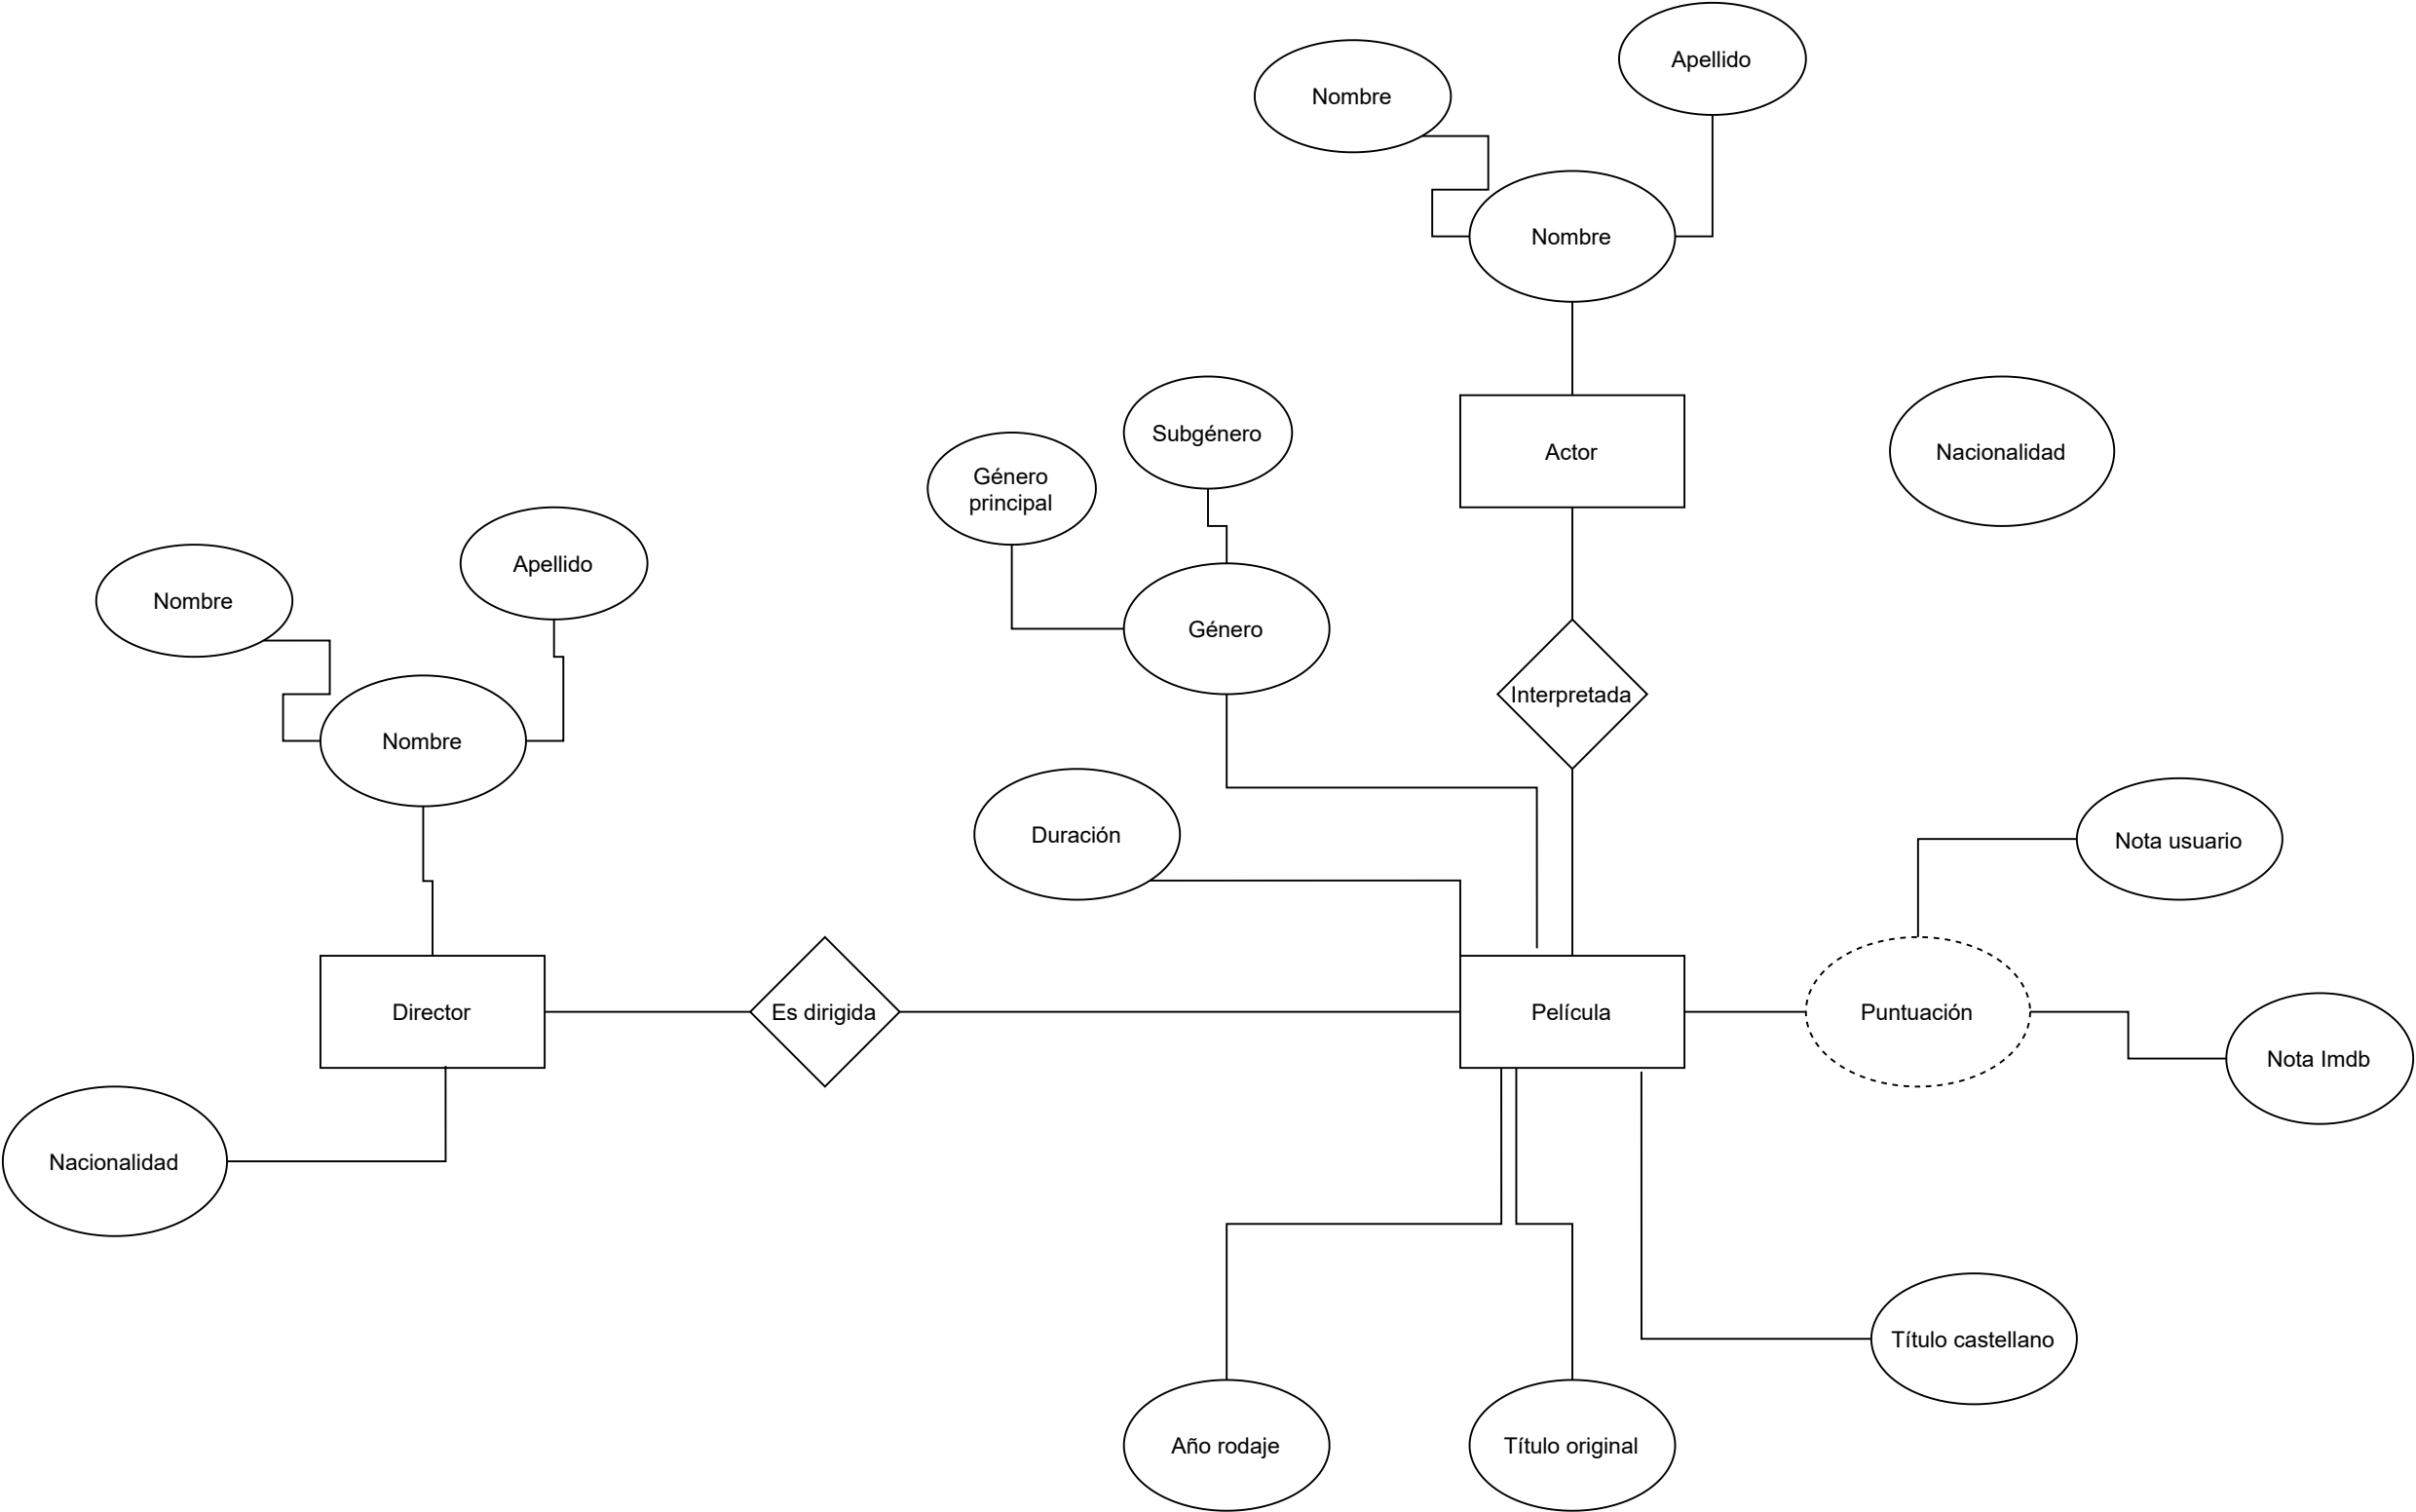 Apellido
Nombre
Nombre
Subgénero
Actor
Nacionalidad
Género
principal
Apellido
Nombre
Género
Interpretada
Nombre
Duración
Nota usuario
Director
Es dirigida
Película
Puntuación
Nota Imdb
Nacionalidad
Título castellano
Año rodaje
Título original